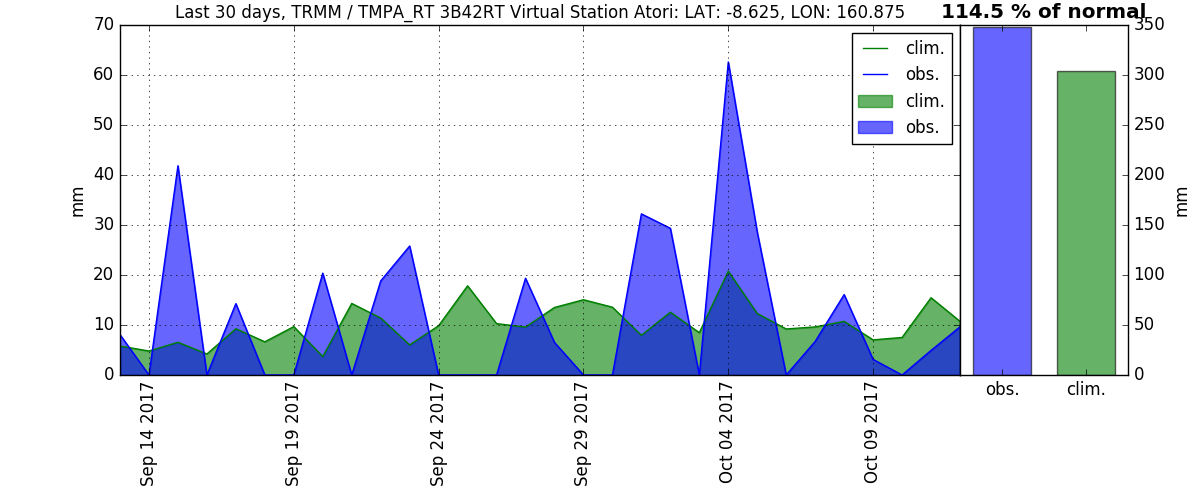 Last 30 days, TRMM / TMPA_RT 3B42RT Virtual Station Atori: LAT: -8.625, LON: 160.875
114.5 % of normal
70
60
50
40
30
20
10
0
mm
clim.
obs.
clim.
obs.
350
300
250
200
150
100
50
0
mm
Sep 14 2017
Sep 19 2017
Sep 24 2017
Sep 29 2017
Oct 04 2017
Oct 09 2017
obs.
clim.